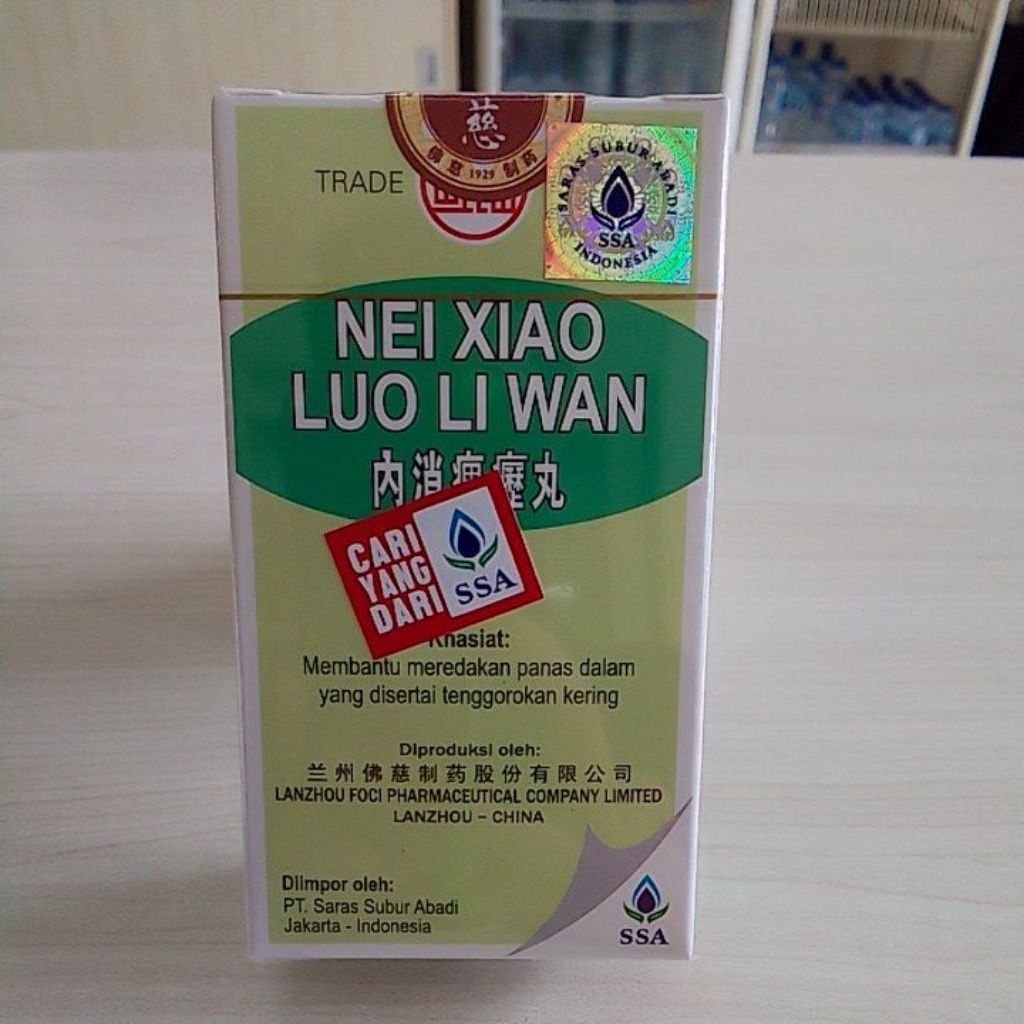 慈
佛慈制药
1929
TRADE
SARAS SUBUR ABADI
SSA
INDONESIA
NEI XIAO
LUO LI WAN
內消瘰癧丸
CARI
YANG
DARI
SSA
Khasiat:
Membantu meredakan panas dalam
yang disertai tenggorokan kering
Diproduksi oleh:
兰州佛慈制药股份有限公司
LANZHOU FOCI PHARMACEUTICAL COMPANY LIMITED
LANZHOU – CHINA
Diimpor oleh:
PT. Saras Subur Abadi
Jakarta - Indonesia
SSA